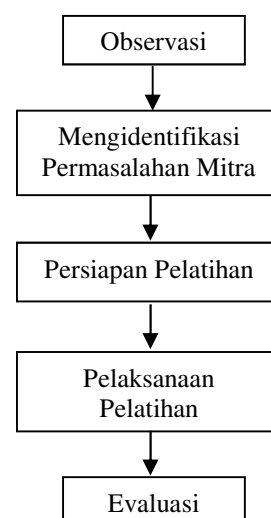 Observasi
Mengidentifikasi
Permasalahan Mitra
Persiapan Pelatihan
Pelaksanaan
Pelatihan
Evaluasi